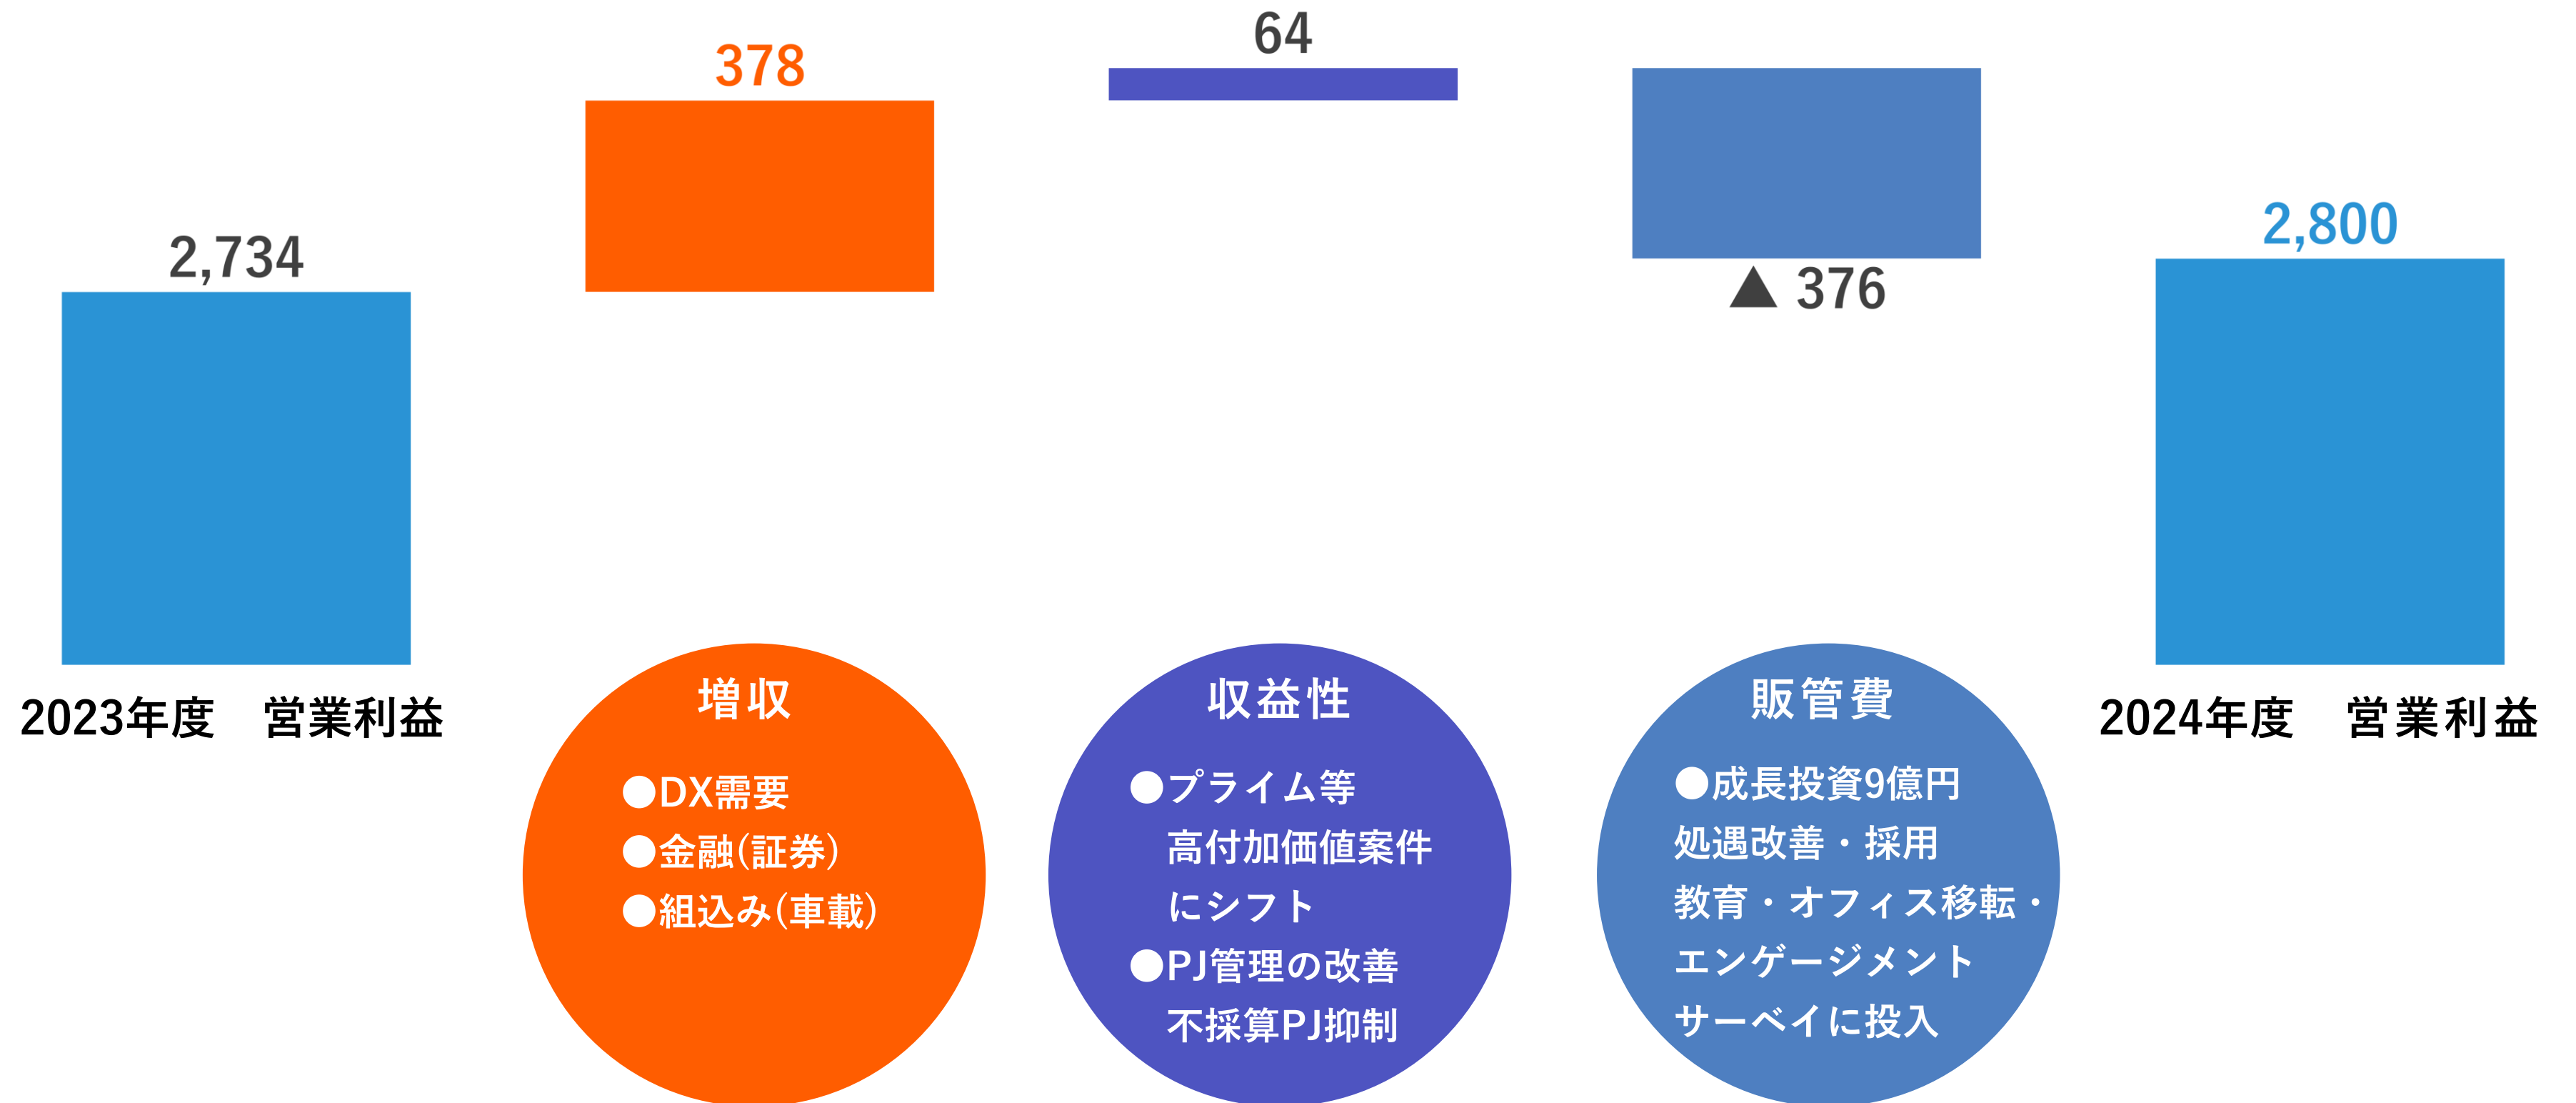 2,734
378
64
▲ 376
2,800
2023年度　営業利益
2024年度　営業利益
増収
●DX需要
●金融(証券)
●組込み(車載)
収益性
●プライム等
高付加価値案件
にシフト
●PJ管理の改善
不採算PJ抑制
販管費
●成長投資9億円
処遇改善・採用
教育・オフィス移転・
エンゲージメント
サーベイに投入